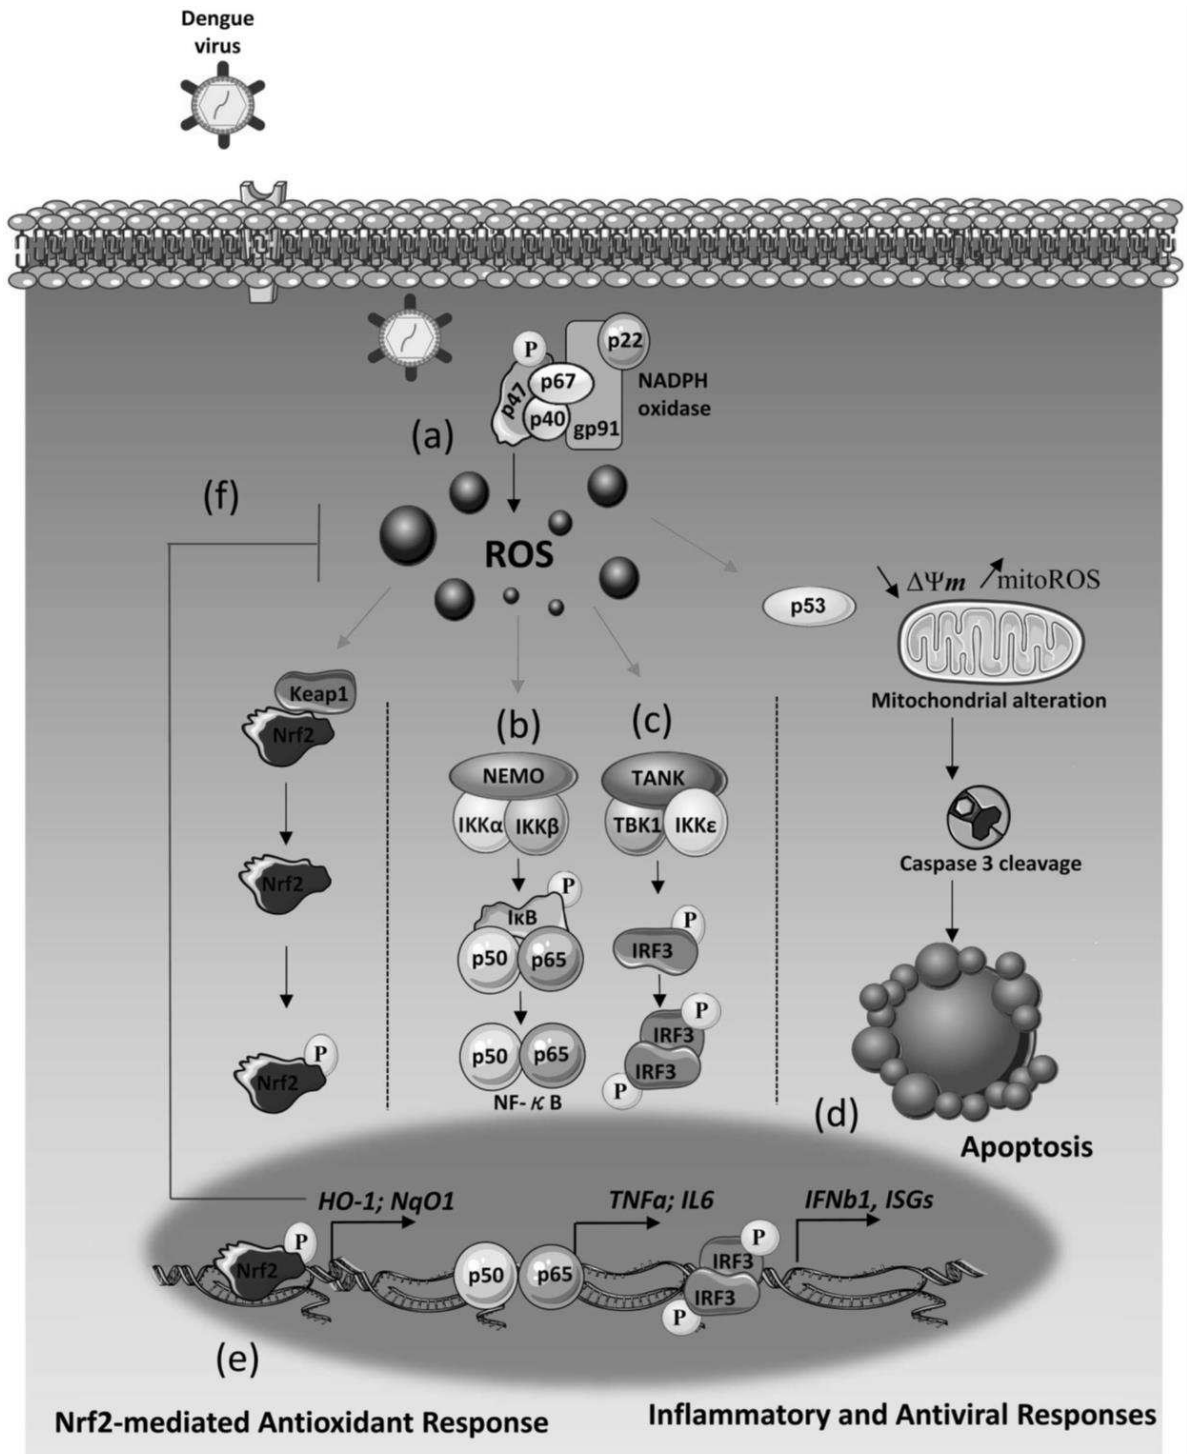 Dengue
virus
P
p22
p67
p47
p40
gp91
NADPH
oxidase
(a)
(f)
ROS
p53
ΔΨm
mitoROS
Mitochondrial alteration
Keap1
Nrf2
(b)
(c)
NEMO
IKKα
IKKβ
TANK
TBK1
IKKε
Caspase 3 cleavage
Nrf2
P
IκB
p50
p65
P
IRF3
P
Nrf2
p50
p65
NF-κB
P
IRF3
IRF3
P
(d)
Apoptosis
HO-1; NqO1
TNFa; IL6
IFNb1, ISGs
P
Nrf2
p50
p65
P
IRF3
IRF3
P
(e)
Nrf2-mediated Antioxidant Response
Inflammatory and Antiviral Responses